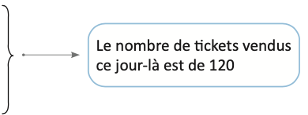 Le nombre de tickets vendus
ce jour-là est de 120